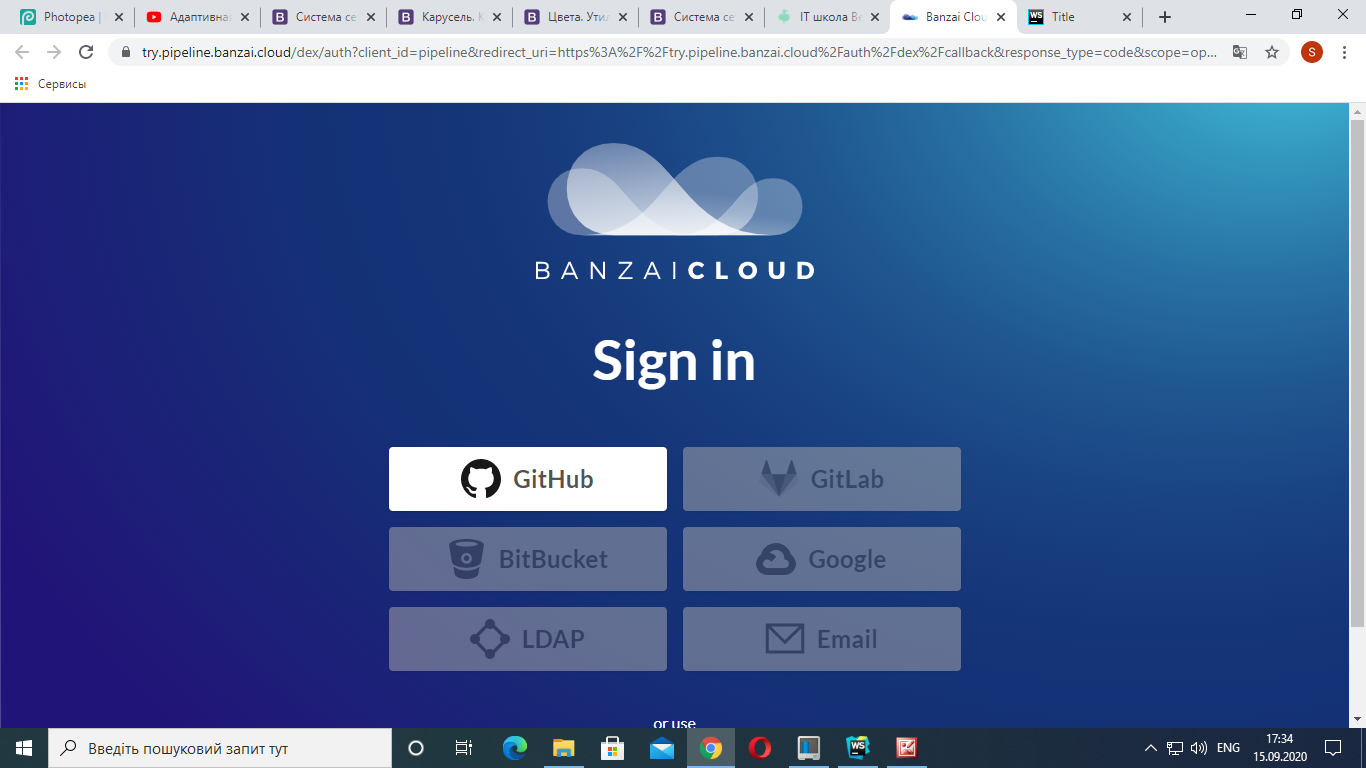 Photopea |
Адаптивна
Система се
Карусель. К
Цвета. Ути
Система се
IT школа Be
Banzai Clou
Title
try.pipeline.banzai.cloud/dex/auth?client_id=pipeline&redirect_uri=https%3A%2F%2Ftry.pipeline.banzai.cloud%2Fauth%2Fdex%2Fcallback&response_type=code&scope=op...
S
Сервисы
BANZAICLOUD
Sign in
GitHub
GitLab
BitBucket
Google
LDAP
Email
or use
Введіть пошуковий запит тут
WS
ENG
17:34
15.09.2020